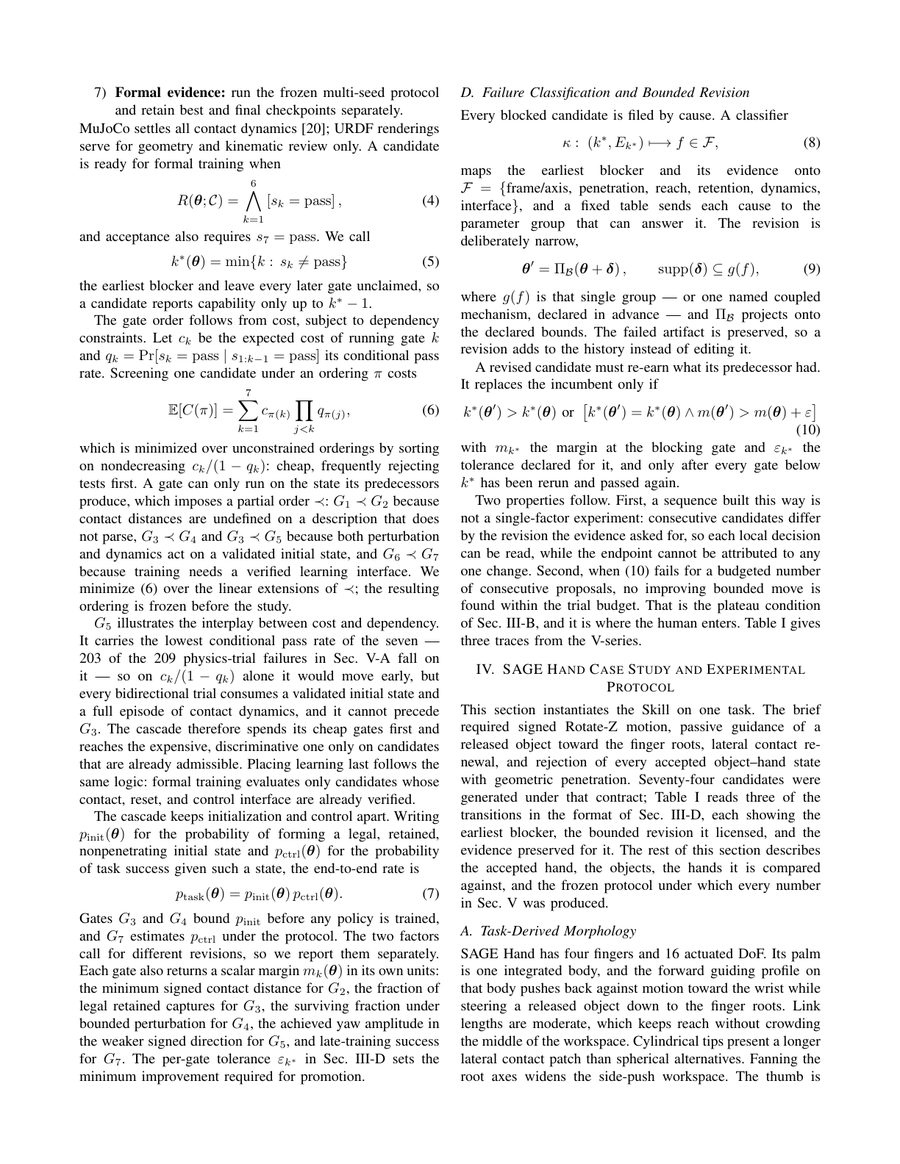 7) Formal evidence: run the frozen multi-seed protocol
and retain best and final checkpoints separately.
MuJoCo settles all contact dynamics [20]; URDF renderings
serve for geometry and kinematic review only. A candidate
is ready for formal training when
R(θ; C) = ⋀_{k=1}^{6} [s_k = pass] , (4)
and acceptance also requires s_7 = pass. We call
k*(θ) = min{k : s_k ≠ pass} (5)
the earliest blocker and leave every later gate unclaimed, so
a candidate reports capability only up to k* − 1.
The gate order follows from cost, subject to dependency
constraints. Let c_k be the expected cost of running gate k
and q_k = Pr[s_k = pass | s_{1:k−1} = pass] its conditional pass
rate. Screening one candidate under an ordering π costs
𝔼[C(π)] = ∑_{k=1}^{7} c_{π(k)} ∏_{j<k} q_{π(j)}, (6)
which is minimized over unconstrained orderings by sorting
on nondecreasing c_k/(1 − q_k): cheap, frequently rejecting
tests first. A gate can only run on the state its predecessors
produce, which imposes a partial order ≺: G_1 ≺ G_2 because
contact distances are undefined on a description that does
not parse, G_3 ≺ G_4 and G_3 ≺ G_5 because both perturbation
and dynamics act on a validated initial state, and G_6 ≺ G_7
because training needs a verified learning interface. We
minimize (6) over the linear extensions of ≺; the resulting
ordering is frozen before the study.
G_5 illustrates the interplay between cost and dependency.
It carries the lowest conditional pass rate of the seven —
203 of the 209 physics-trial failures in Sec. V-A fall on
it — so on c_k/(1 − q_k) alone it would move early, but
every bidirectional trial consumes a validated initial state and
a full episode of contact dynamics, and it cannot precede
G_3. The cascade therefore spends its cheap gates first and
reaches the expensive, discriminative one only on candidates
that are already admissible. Placing learning last follows the
same logic: formal training evaluates only candidates whose
contact, reset, and control interface are already verified.
The cascade keeps initialization and control apart. Writing
p_init(θ) for the probability of forming a legal, retained,
nonpenetrating initial state and p_ctrl(θ) for the probability
of task success given such a state, the end-to-end rate is
p_task(θ) = p_init(θ) p_ctrl(θ). (7)
Gates G_3 and G_4 bound p_init before any policy is trained,
and G_7 estimates p_ctrl under the protocol. The two factors
call for different revisions, so we report them separately.
Each gate also returns a scalar margin m_k(θ) in its own units:
the minimum signed contact distance for G_2, the fraction of
legal retained captures for G_3, the surviving fraction under
bounded perturbation for G_4, the achieved yaw amplitude in
the weaker signed direction for G_5, and late-training success
for G_7. The per-gate tolerance ε_{k*} in Sec. III-D sets the
minimum improvement required for promotion.
D. Failure Classification and Bounded Revision
Every blocked candidate is filed by cause. A classifier
κ : (k*, E_{k*}) ⟼ f ∈ F, (8)
maps the earliest blocker and its evidence onto
F = {frame/axis, penetration, reach, retention, dynamics,
interface}, and a fixed table sends each cause to the
parameter group that can answer it. The revision is
deliberately narrow,
θ′ = Π_B(θ + δ) , supp(δ) ⊆ g(f), (9)
where g(f) is that single group — or one named coupled
mechanism, declared in advance — and Π_B projects onto
the declared bounds. The failed artifact is preserved, so a
revision adds to the history instead of editing it.
A revised candidate must re-earn what its predecessor had.
It replaces the incumbent only if
k*(θ′) > k*(θ) or [k*(θ′) = k*(θ) ∧ m(θ′) > m(θ) + ε]
(10)
with m_{k*} the margin at the blocking gate and ε_{k*} the
tolerance declared for it, and only after every gate below
k* has been rerun and passed again.
Two properties follow. First, a sequence built this way is
not a single-factor experiment: consecutive candidates differ
by the revision the evidence asked for, so each local decision
can be read, while the endpoint cannot be attributed to any
one change. Second, when (10) fails for a budgeted number
of consecutive proposals, no improving bounded move is
found within the trial budget. That is the plateau condition
of Sec. III-B, and it is where the human enters. Table I gives
three traces from the V-series.
IV. SAGE HAND CASE STUDY AND EXPERIMENTAL
PROTOCOL
This section instantiates the Skill on one task. The brief
required signed Rotate-Z motion, passive guidance of a
released object toward the finger roots, lateral contact re-
newal, and rejection of every accepted object–hand state
with geometric penetration. Seventy-four candidates were
generated under that contract; Table I reads three of the
transitions in the format of Sec. III-D, each showing the
earliest blocker, the bounded revision it licensed, and the
evidence preserved for it. The rest of this section describes
the accepted hand, the objects, the hands it is compared
against, and the frozen protocol under which every number
in Sec. V was produced.
A. Task-Derived Morphology
SAGE Hand has four fingers and 16 actuated DoF. Its palm
is one integrated body, and the forward guiding profile on
that body pushes back against motion toward the wrist while
steering a released object down to the finger roots. Link
lengths are moderate, which keeps reach without crowding
the middle of the workspace. Cylindrical tips present a longer
lateral contact patch than spherical alternatives. Fanning the
root axes widens the side-push workspace. The thumb is